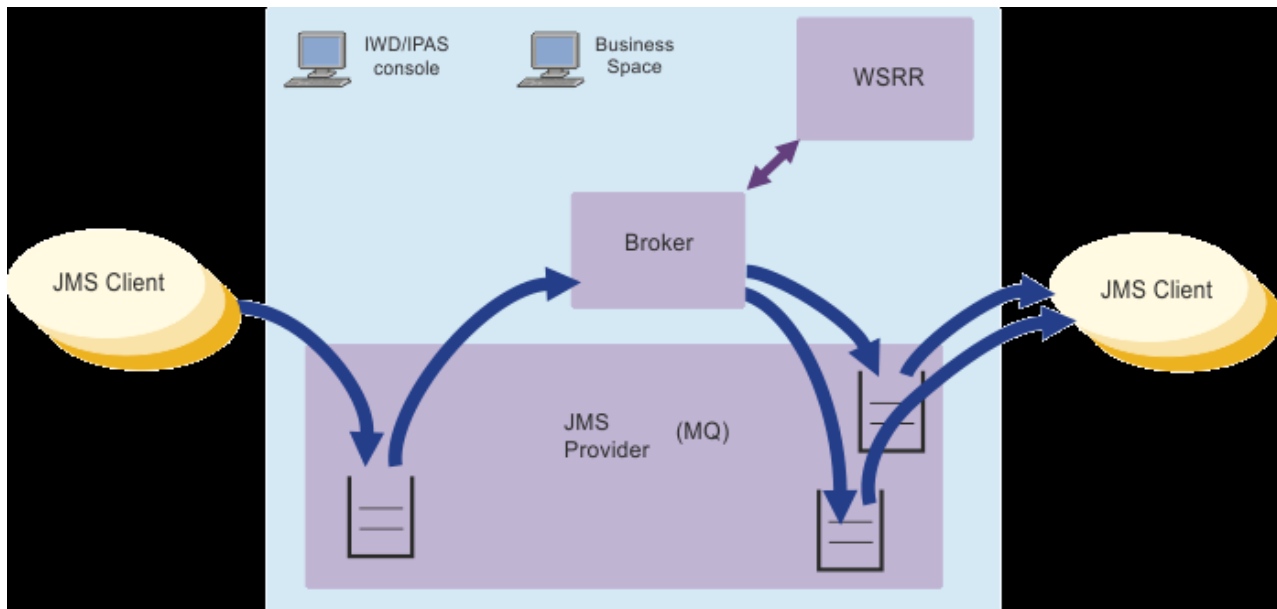 IWD/IPAS
console
Business
Space
WSRR
Broker
JMS Client
JMS Client
JMS
Provider (MQ)